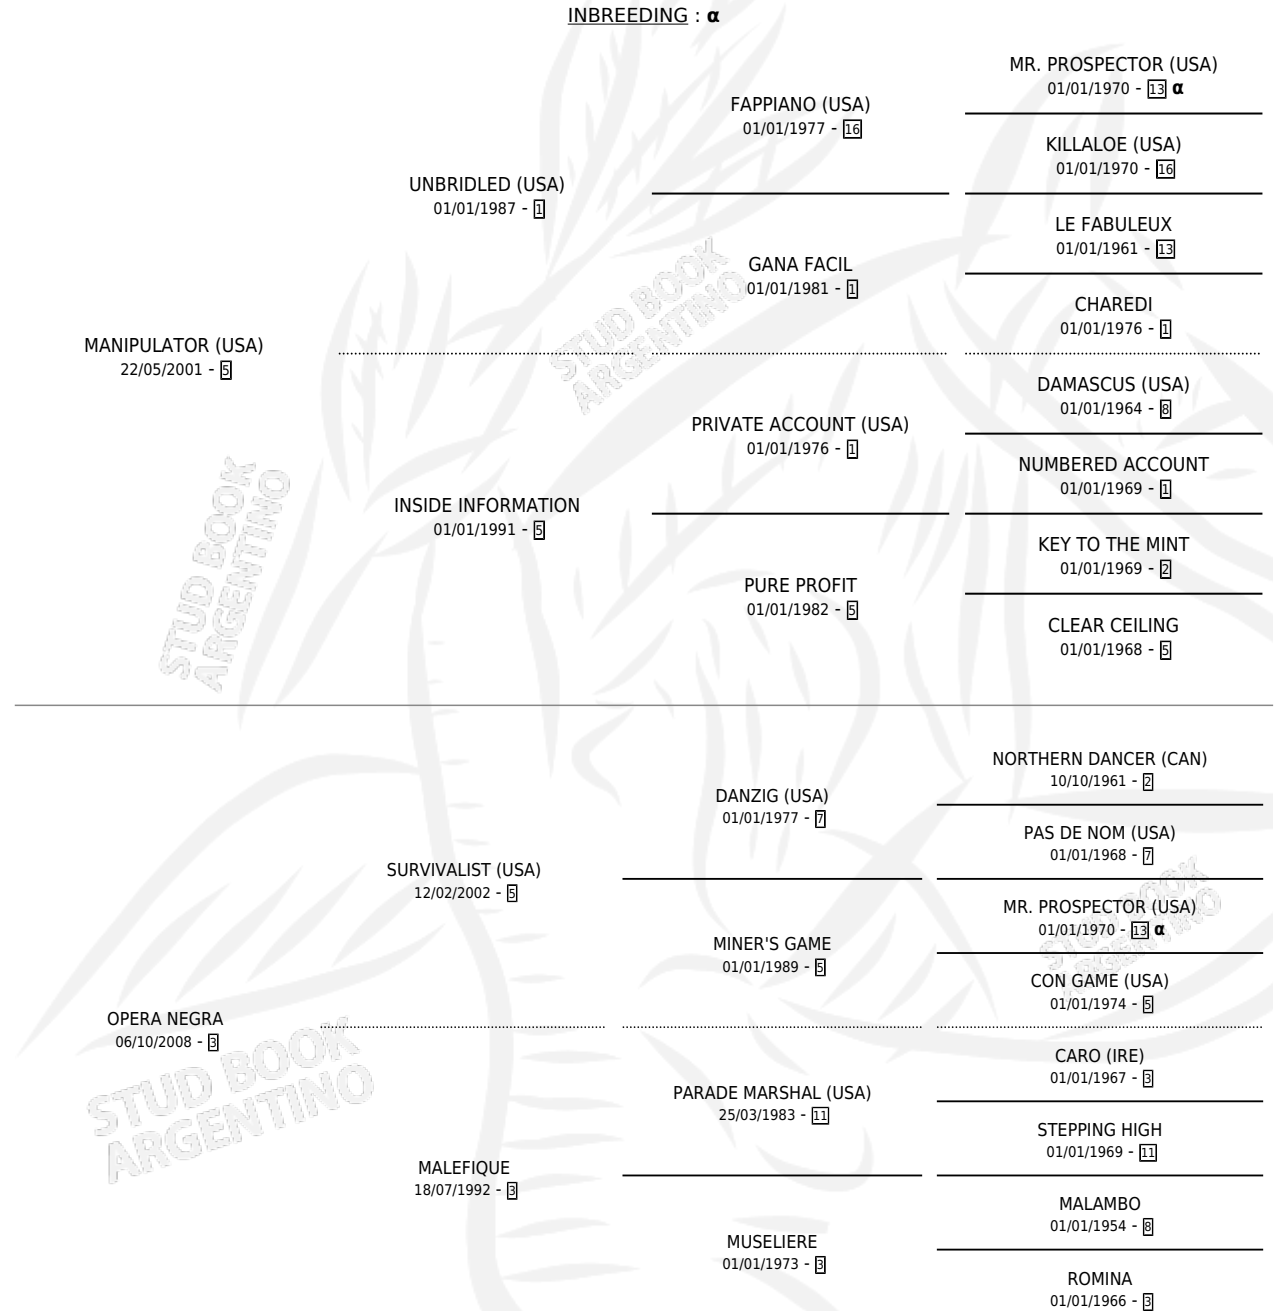 INBREEDING : α
MR. PROSPECTOR (USA)
01/01/1970 - 13 α
FAPPIANO (USA)
01/01/1977 - 16
KILLALOE (USA)
01/01/1970 - 16
UNBRIDLED (USA)
01/01/1987 - 1
LE FABULEUX
01/01/1961 - 13
GANA FACIL
01/01/1981 - 1
CHAREDI
01/01/1976 - 1
MANIPULATOR (USA)
22/05/2001 - 5
DAMASCUS (USA)
01/01/1964 - 8
PRIVATE ACCOUNT (USA)
01/01/1976 - 1
NUMBERED ACCOUNT
01/01/1969 - 1
INSIDE INFORMATION
01/01/1991 - 5
KEY TO THE MINT
01/01/1969 - 2
PURE PROFIT
01/01/1982 - 5
CLEAR CEILING
01/01/1968 - 5
NORTHERN DANCER (CAN)
10/10/1961 - 2
DANZIG (USA)
01/01/1977 - 7
PAS DE NOM (USA)
01/01/1968 - 7
SURVIVALIST (USA)
12/02/2002 - 5
MR. PROSPECTOR (USA)
01/01/1970 - 13 α
MINER'S GAME
01/01/1989 - 5
CON GAME (USA)
01/01/1974 - 5
OPERA NEGRA
06/10/2008 - 3
CARO (IRE)
01/01/1967 - 3
PARADE MARSHAL (USA)
25/03/1983 - 11
STEPPING HIGH
01/01/1969 - 11
MALEFIQUE
18/07/1992 - 3
MALAMBO
01/01/1954 - 8
MUSELIERE
01/01/1973 - 3
ROMINA
01/01/1966 - 3
STUD BOOK
ARGENTINO
STUD BOOK
ARGENTINO
STUD BOOK
ARGENTINO
STUD BOOK
ARGENTINO